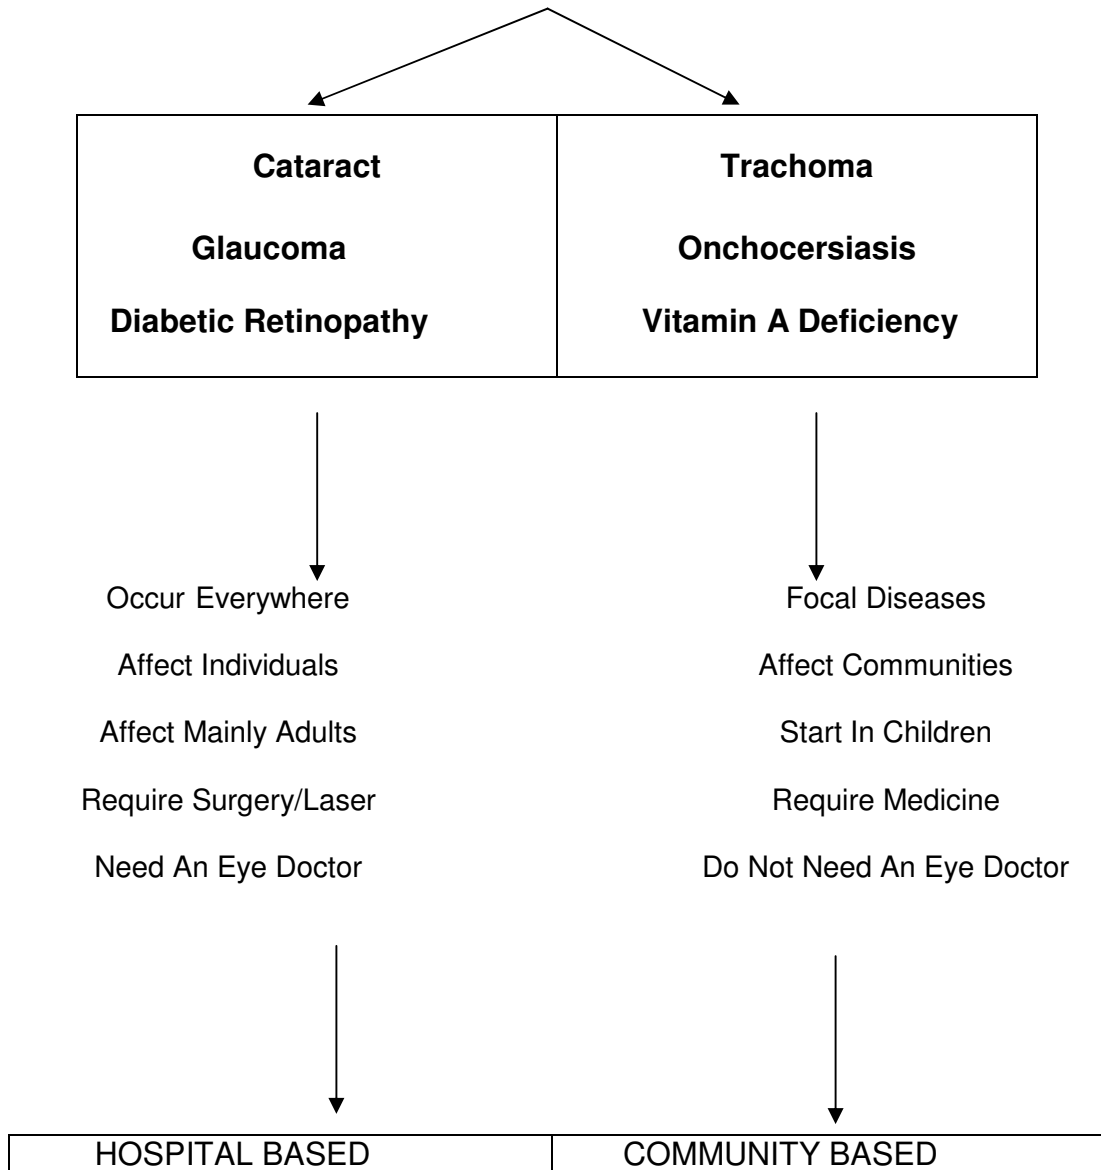 Cataract
Glaucoma
Diabetic Retinopathy
Trachoma
Onchocersiasis
Vitamin A Deficiency
Occur Everywhere
Affect Individuals
Affect Mainly Adults
Require Surgery/Laser
Need An Eye Doctor
Focal Diseases
Affect Communities
Start In Children
Require Medicine
Do Not Need An Eye Doctor
HOSPITAL BASED
COMMUNITY BASED